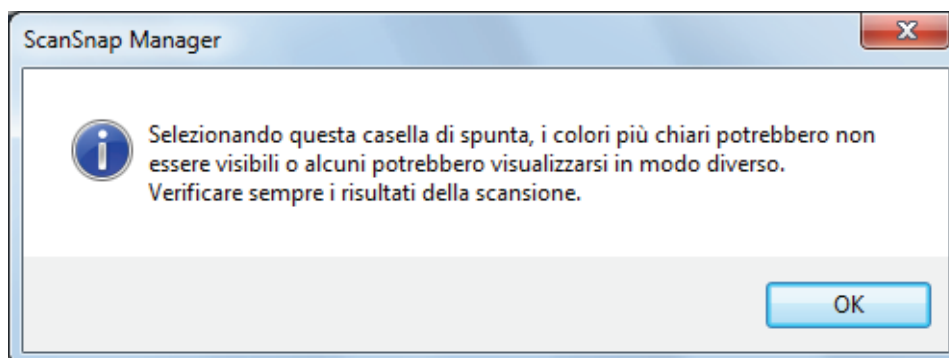 ScanSnap Manager
Selezionando questa casella di spunta, i colori più chiari potrebbero non
essere visibili o alcuni potrebbero visualizzarsi in modo diverso.
Verificare sempre i risultati della scansione.
OK